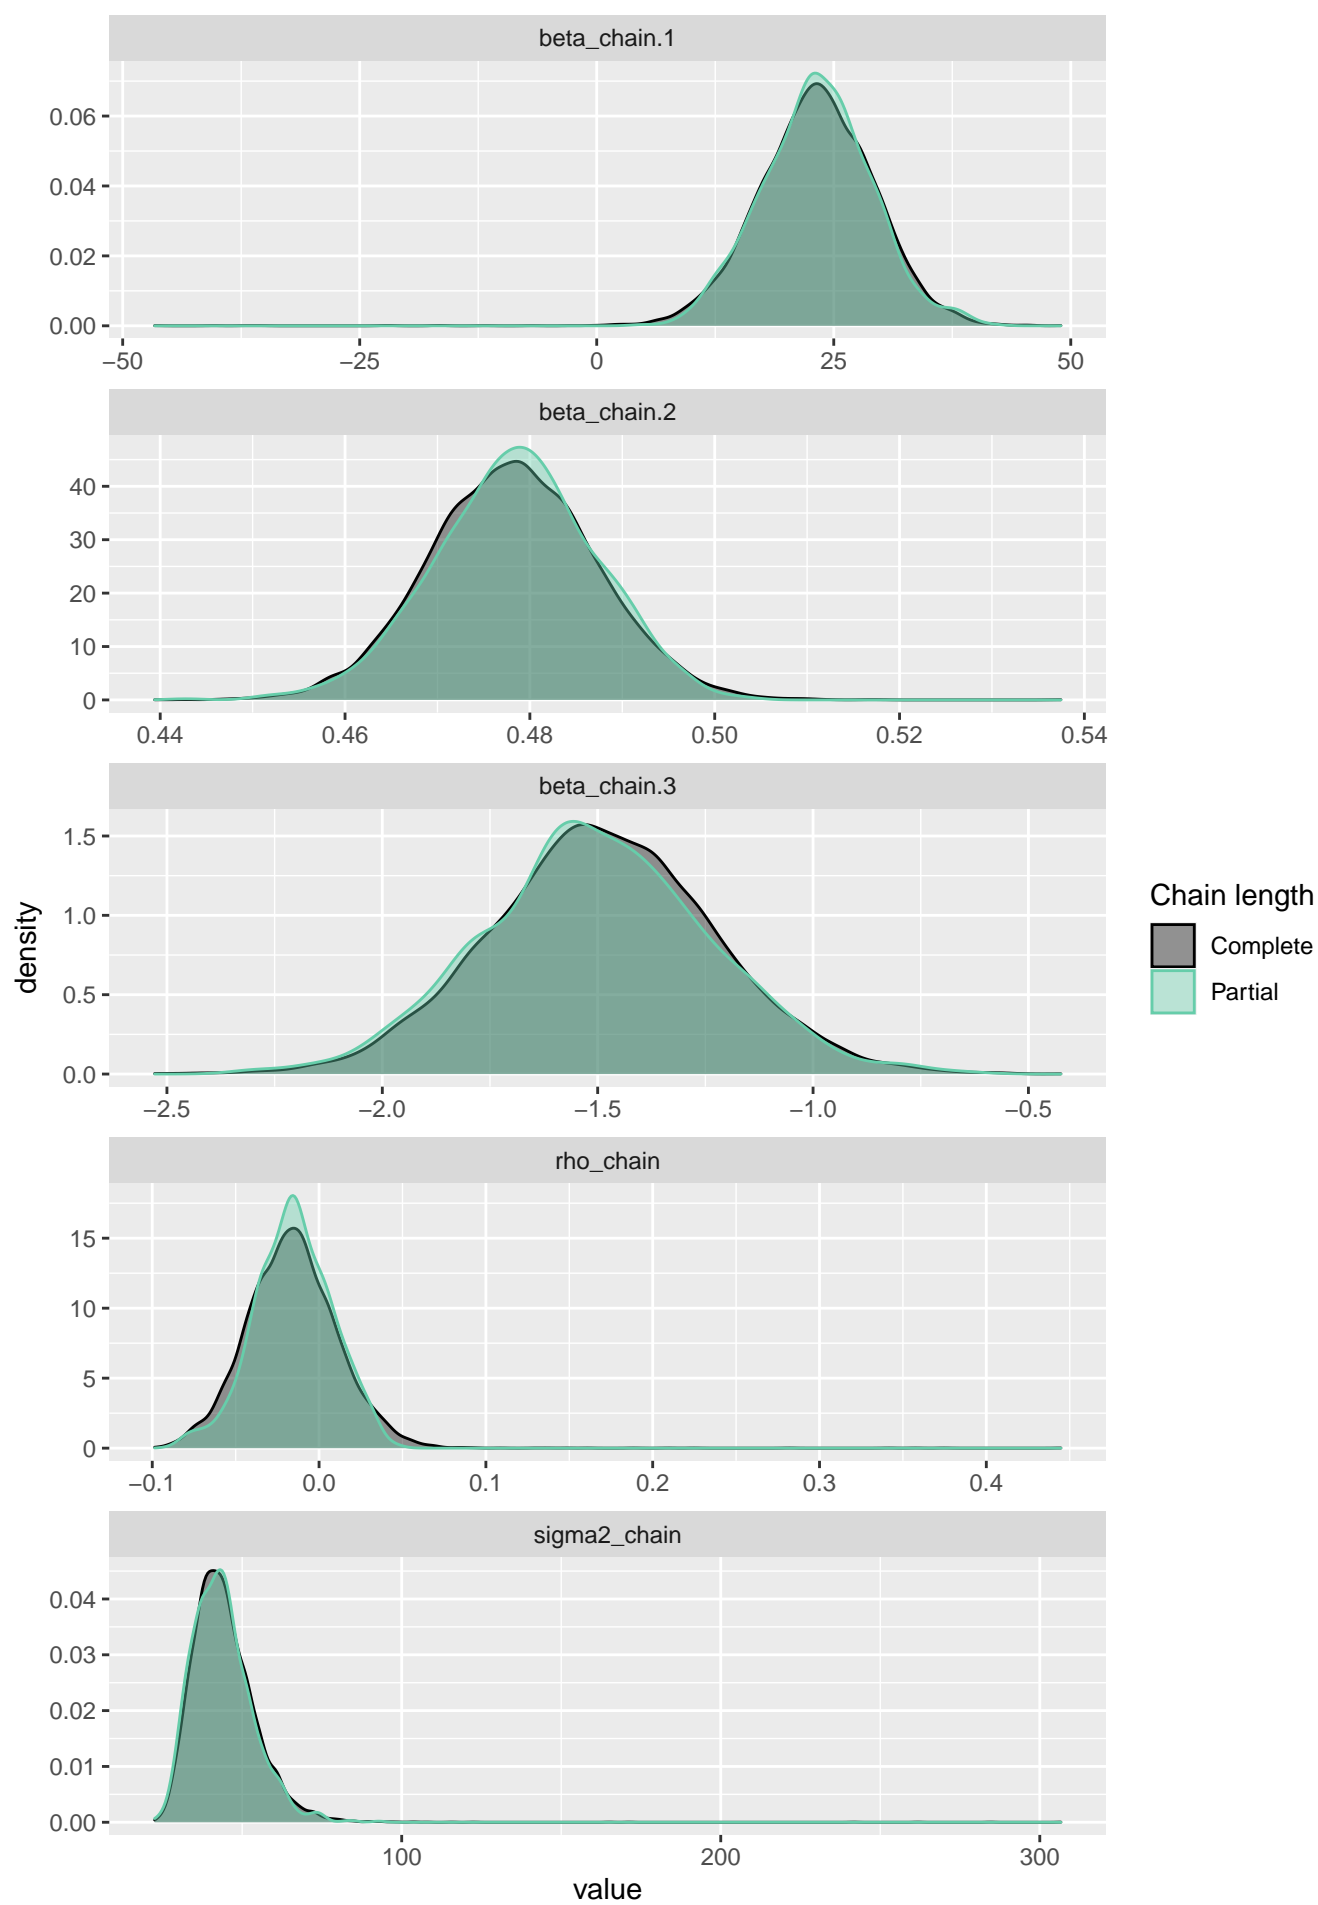 beta_chain.1
0.06
0.04
0.02
0.00
−50 −25 0 25 50
beta_chain.2
40
30
20
10
0
0.44 0.46 0.48 0.50 0.52 0.54
beta_chain.3
1.5
1.0
0.5
0.0
−2.5 −2.0 −1.5 −1.0 −0.5
rho_chain
15
10
5
0
−0.1 0.0 0.1 0.2 0.3 0.4
sigma2_chain
0.04
0.03
0.02
0.01
0.00
100 200 300
value
density
Chain length
Complete
Partial